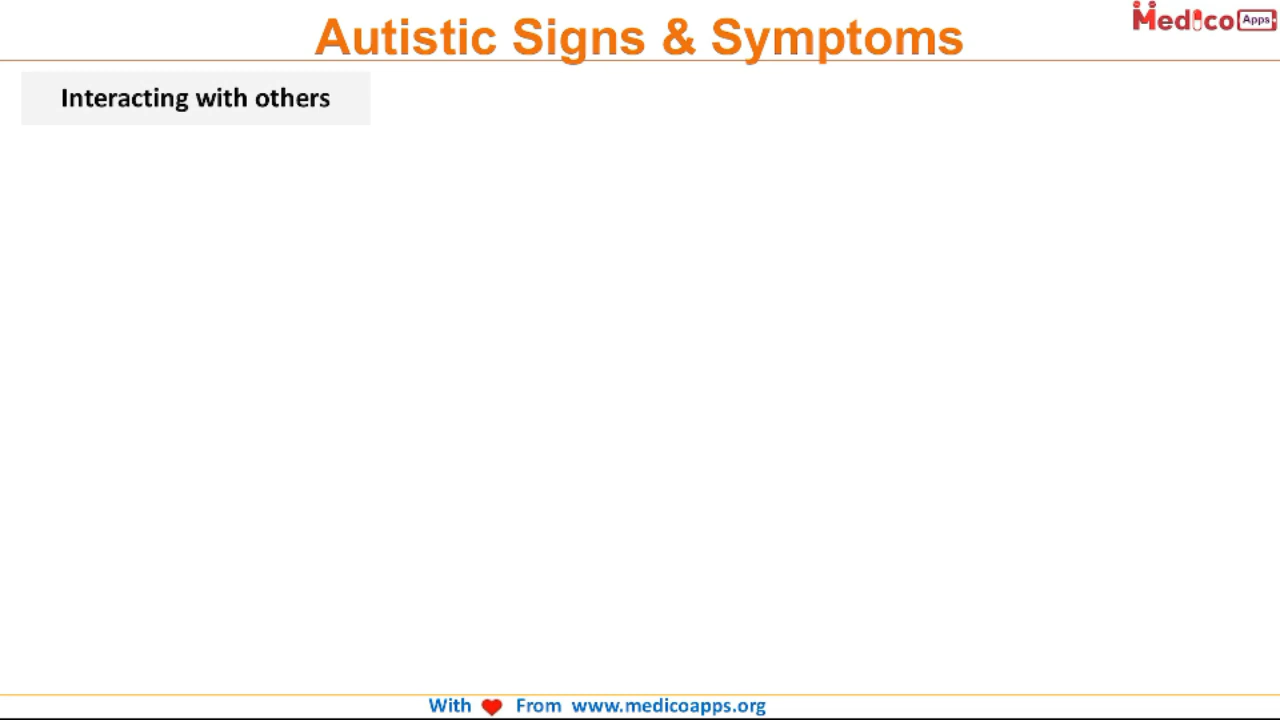 Autistic Signs & Symptoms
Medico Apps
Interacting with others
With From www.medicoapps.org